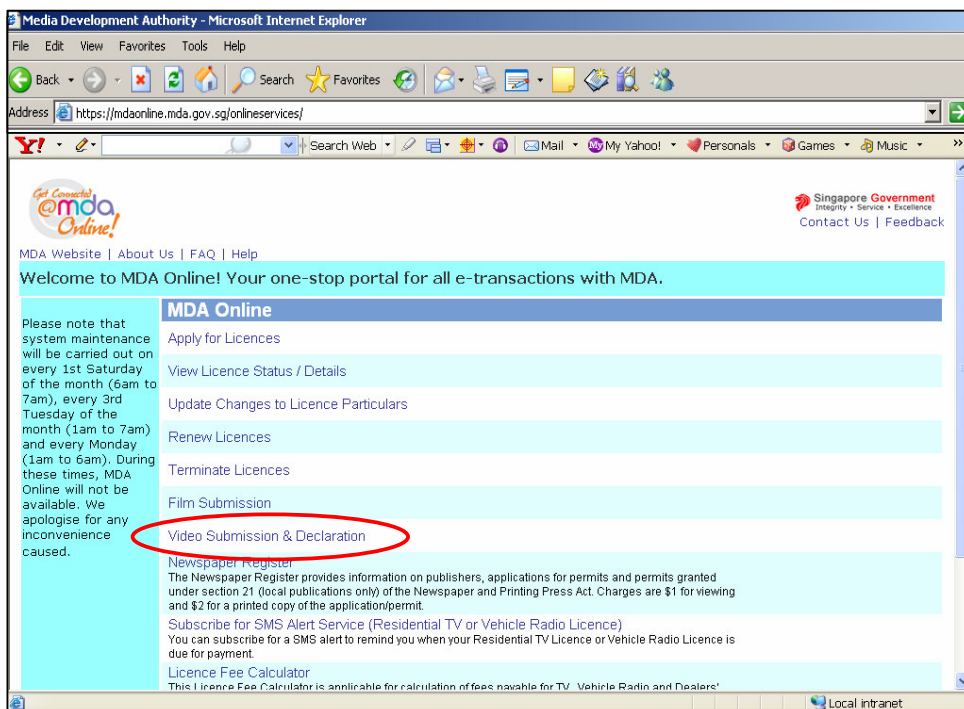 Media Development Authority - Microsoft Internet Explorer
File Edit View Favorites Tools Help
Back Search Favorites
Address https://mdaonline.mda.gov.sg/onlineservices/
Y! Search Web Mail My Yahoo! Personals Games Music »
Get Connected
@mda
Online!
Singapore Government
Integrity • Service • Excellence
Contact Us | Feedback
MDA Website | About Us | FAQ | Help
Welcome to MDA Online! Your one-stop portal for all e-transactions with MDA.
Please note that
system maintenance
will be carried out on
every 1st Saturday
of the month (6am to
7am), every 3rd
Tuesday of the
month (1am to 7am)
and every Monday
(1am to 6am). During
these times, MDA
Online will not be
available. We
apologise for any
inconvenience
caused.
MDA Online
Apply for Licences
View Licence Status / Details
Update Changes to Licence Particulars
Renew Licences
Terminate Licences
Film Submission
Video Submission & Declaration
Newspaper Register
The Newspaper Register provides information on publishers, applications for permits and permits granted
under section 21 (local publications only) of the Newspaper and Printing Press Act. Charges are $1 for viewing
and $2 for a printed copy of the application/permit.
Subscribe for SMS Alert Service (Residential TV or Vehicle Radio Licence)
You can subscribe for a SMS alert to remind you when your Residential TV Licence or Vehicle Radio Licence is
due for payment.
Licence Fee Calculator
This Licence Fee Calculator is applicable for calculation of fees payable for TV, Vehicle Radio and Dealers'
Local intranet